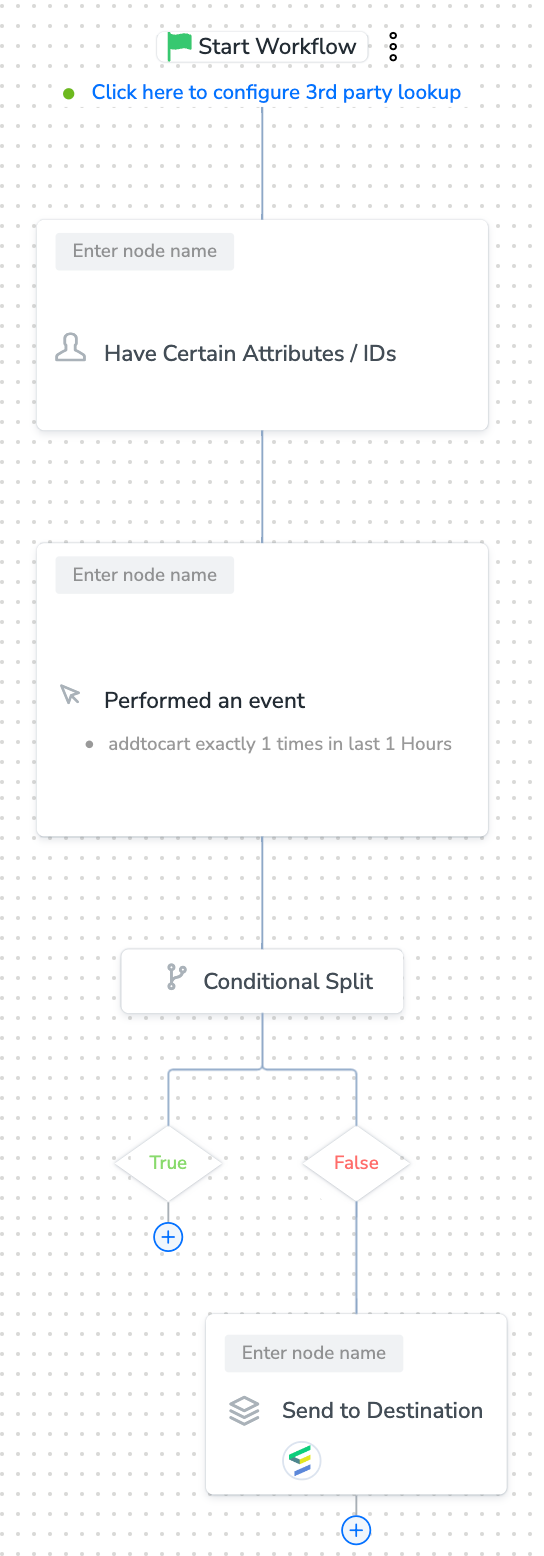 Start Workflow
Click here to configure 3rd party lookup
Enter node name
Have Certain Attributes / IDs
Enter node name
Performed an event
addtocart exactly 1 times in last 1 Hours
Conditional Split
True
False
Enter node name
Send to Destination